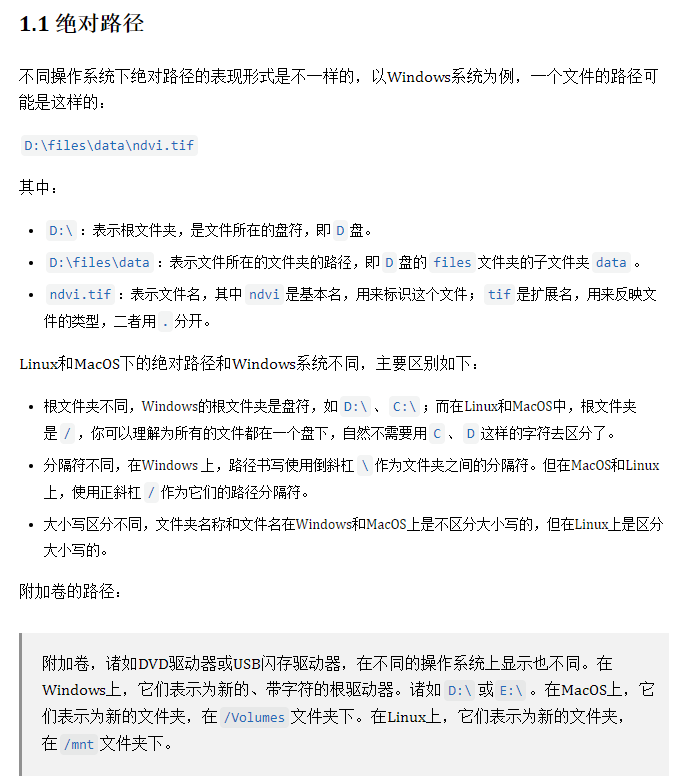 1.1 绝对路径
不同操作系统下绝对路径的表现形式是不一样的，以Windows系统为例，一个文件的路径可
能是这样的：
D:\files\data\ndvi.tif
其中：
• D:\ ：表示根文件夹，是文件所在的盘符，即 D 盘。
• D:\files\data ：表示文件所在的文件夹的路径，即 D 盘的 files 文件夹的子文件夹 data 。
• ndvi.tif ：表示文件名，其中 ndvi 是基本名，用来标识这个文件； tif 是扩展名，用来反映文
件的类型，二者用 . 分开。
Linux和MacOS下的绝对路径和Windows系统不同，主要区别如下：
• 根文件夹不同，Windows的根文件夹是盘符，如 D:\ 、 C:\ ；而在Linux和MacOS中，根文件夹
是 / ，你可以理解为所有的文件都在一个盘下，自然不需要用 C 、 D 这样的字符去区分了。
• 分隔符不同，在Windows 上，路径书写使用倒斜杠 \ 作为文件夹之间的分隔符。但在MacOS和Linux
上，使用正斜杠 / 作为它们的路径分隔符。
• 大小写区分不同，文件夹名称和文件名在Windows和MacOS上是不区分大小写的，但在Linux上是区分
大小写的。
附加卷的路径：
附加卷，诸如DVD驱动器或USB闪存驱动器，在不同的操作系统上显示也不同。在
Windows上，它们表示为新的、带字符的根驱动器。诸如 D:\ 或 E:\ 。在MacOS上，它
们表示为新的文件夹，在 /Volumes 文件夹下。在Linux上，它们表示为新的文件夹，
在 /mnt 文件夹下。